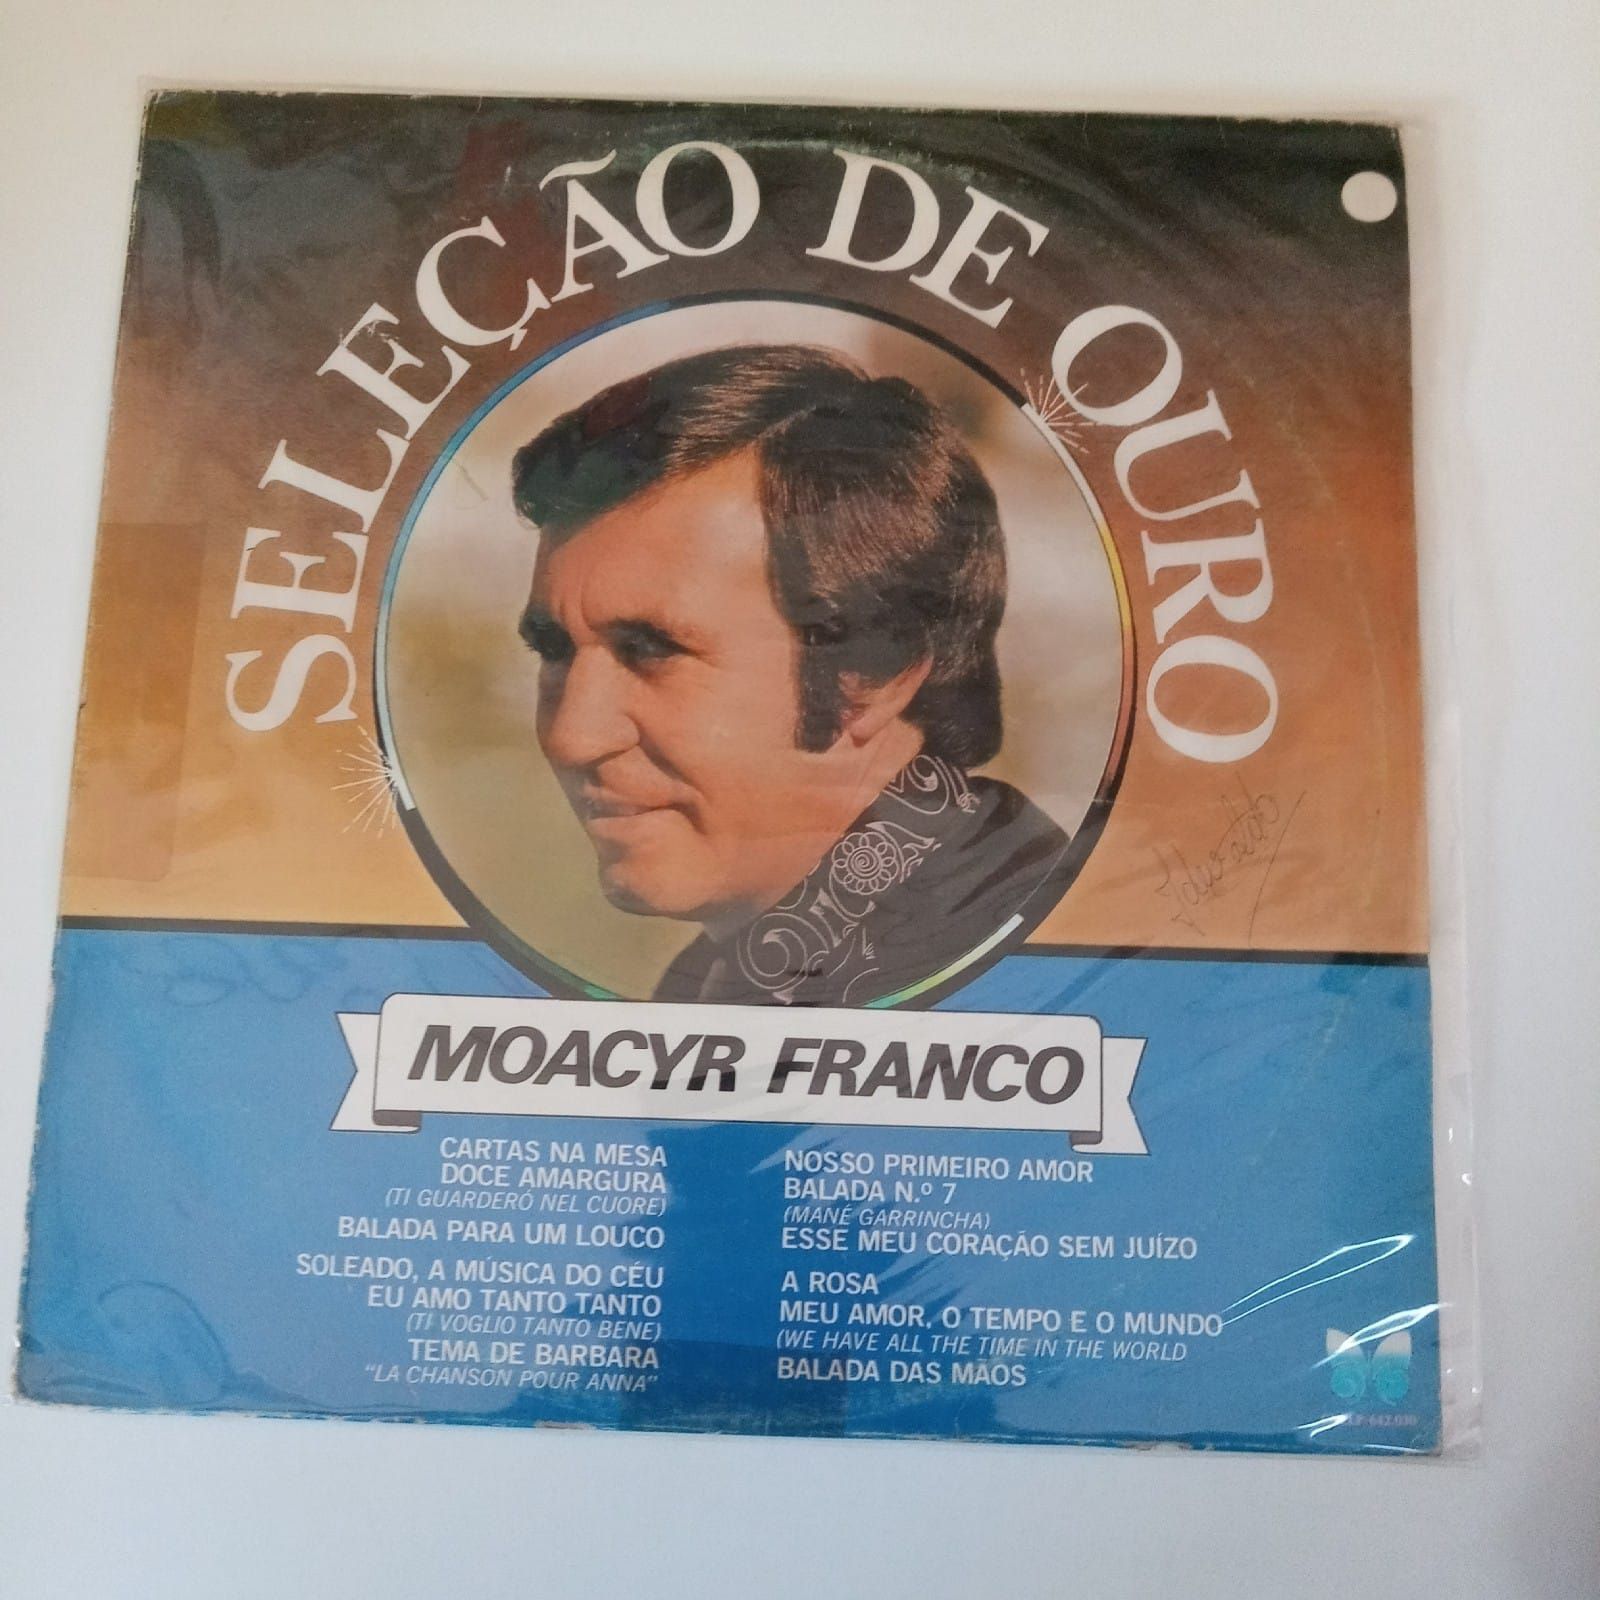 SELEÇÃO DE OURO
MOACYR FRANCO
CARTAS NA MESA
DOCE AMARGURA
(TI GUARDERÓ NEL CUORE)
BALADA PARA UM LOUCO
SOLEADO, A MÚSICA DO CÉU
EU AMO TANTO TANTO
(TI VOGLIO TANTO BENE)
TEMA DE BARBARA
"LA CHANSON POUR ANNA"
NOSSO PRIMEIRO AMOR
BALADA N.º 7
(MANÉ GARRINCHA)
ESSE MEU CORAÇÃO SEM JUÍZO
A ROSA
MEU AMOR, O TEMPO E O MUNDO
(WE HAVE ALL THE TIME IN THE WORLD
BALADA DAS MÃOS